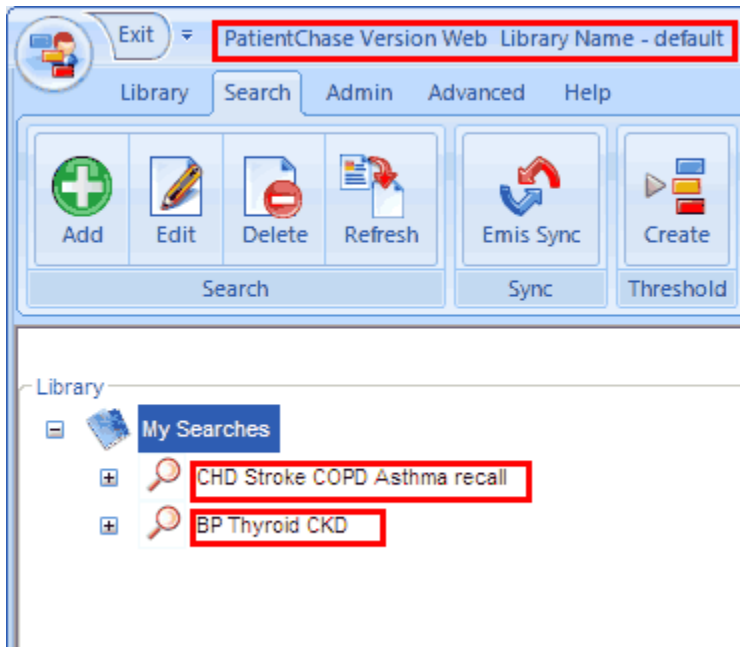 Exit
PatientChase Version Web Library Name - default
Library Search Admin Advanced Help
Add Edit Delete Refresh Emis Sync Create
Search Sync Threshold
Library
My Searches
CHD Stroke COPD Asthma recall
BP Thyroid CKD